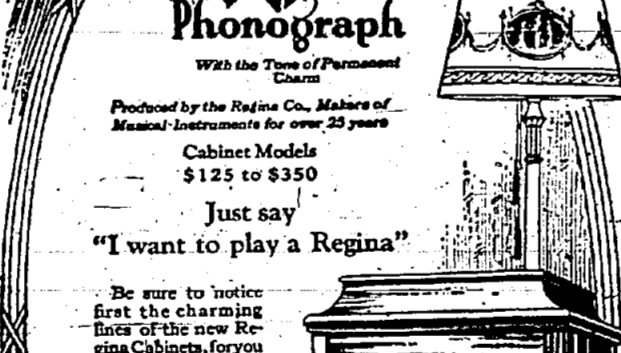 Phonograph
With the Tone of Permanent
Charm
Produced by the Regina Co., Makers of
Musical-Instruments for over 25 years
Cabinet Models
$125 to $350
Just say
“I want to play a Regina”
Be sure to notice
first the charming
lines of the new Re-
gina Cabinets, for you